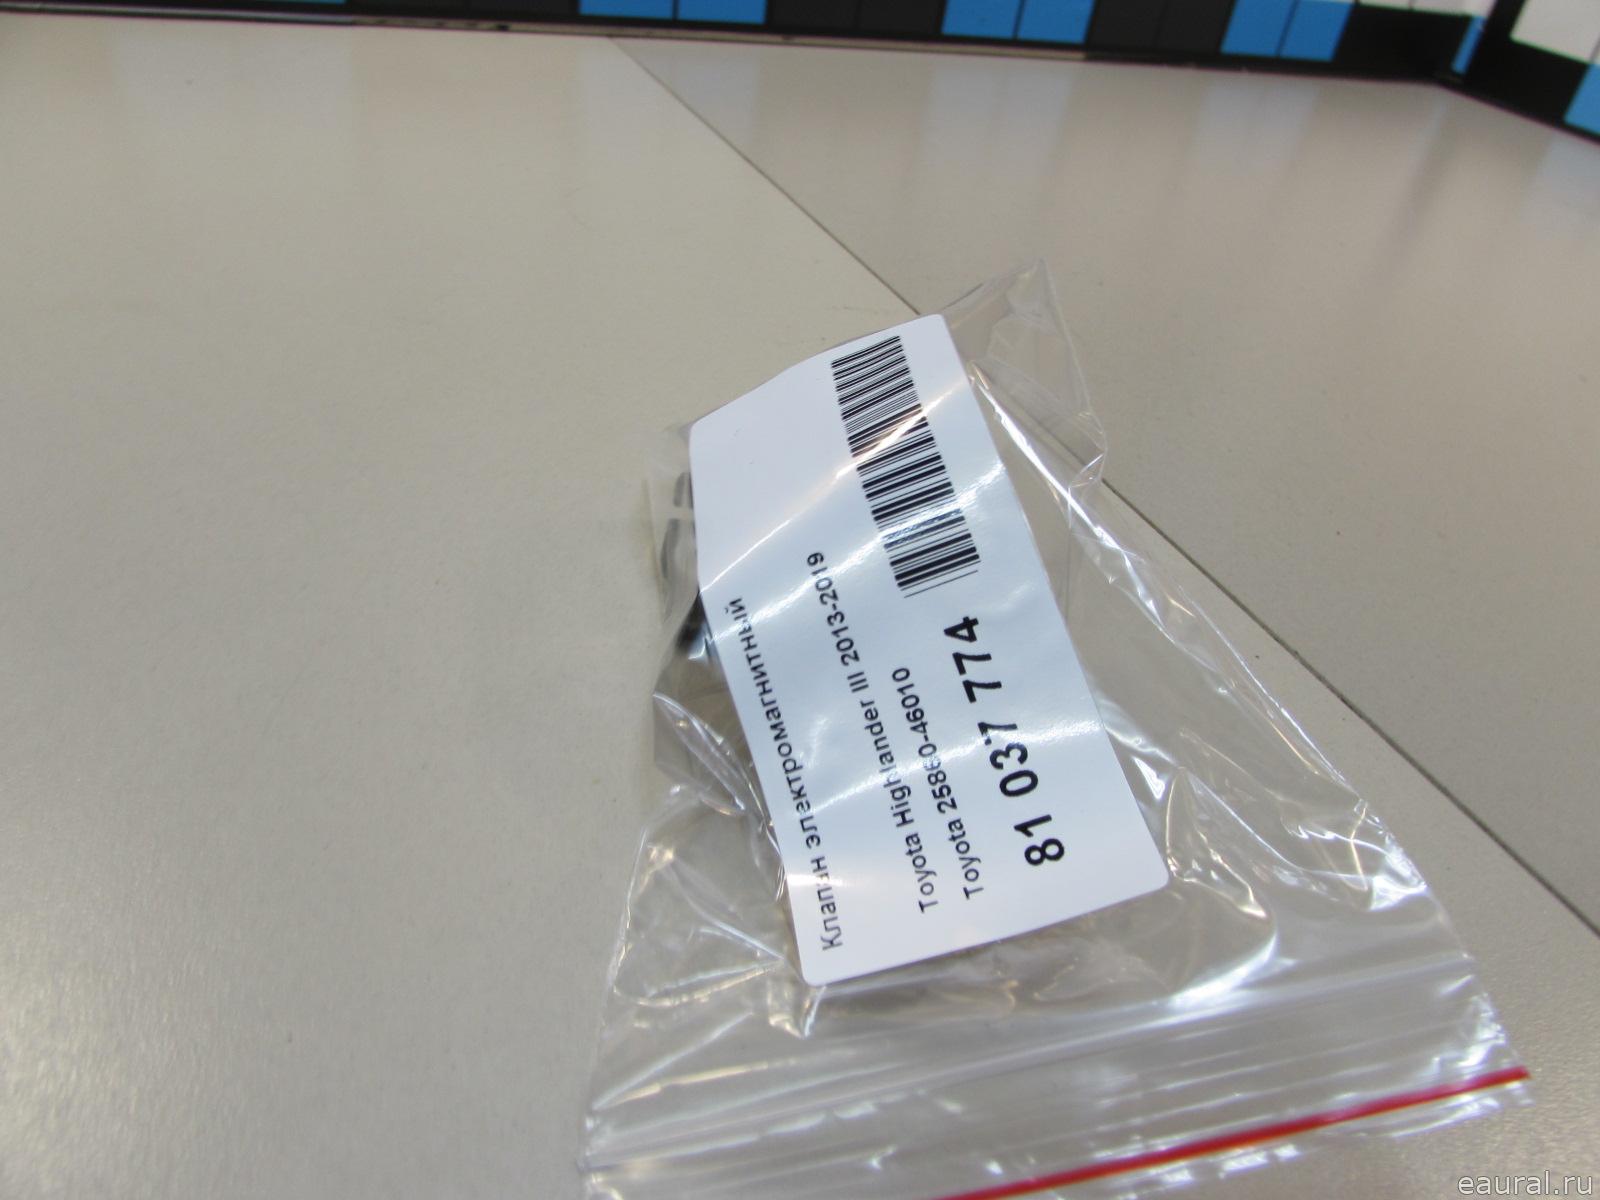 Клапан электромагнитный
Toyota Highlander III 2013-2019
Toyota 25860-46010
81 037 774
eaural.ru